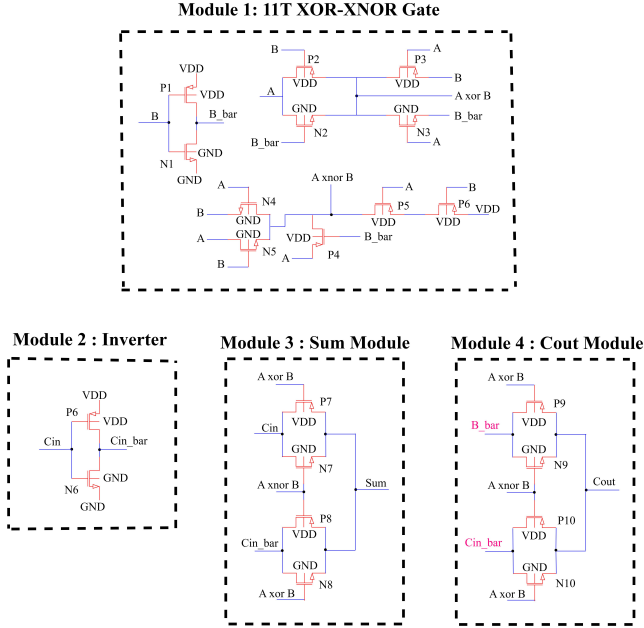 Module 1: 11T XOR-XNOR Gate
VDD
P1
VDD
B
B_bar
N1
GND
GND
B
P2
VDD
A
GND
N2
B_bar
A
P3
VDD
B
A xor B
GND
B_bar
N3
A
A
N4
B
GND
A
GND
N5
B
A xnor B
VDD
B_bar
P4
A
A
P5
VDD
B
P6
VDD
VDD
Module 2 : Inverter
VDD
P6
VDD
Cin
Cin_bar
N6
GND
GND
Module 3 : Sum Module
A xor B
P7
Cin
VDD
GND
N7
A xnor B
Sum
P8
VDD
Cin_bar
GND
N8
A xor B
Module 4 : Cout Module
A xor B
P9
B_bar
VDD
GND
N9
A xnor B
Cout
P10
VDD
Cin_bar
GND
N10
A xor B